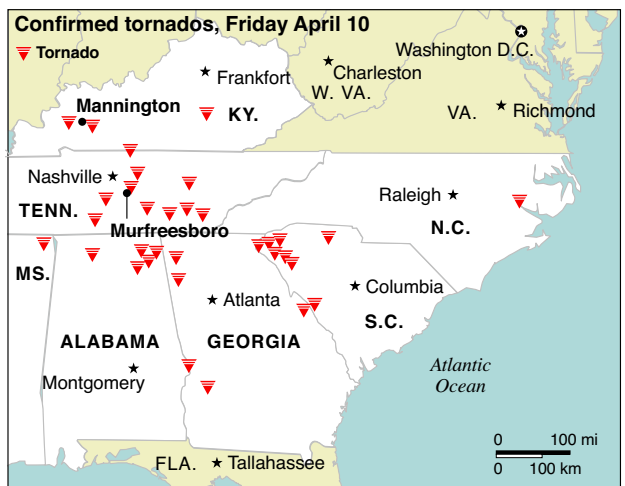 Confirmed tornados, Friday April 10
Tornado
Washington D.C.
Frankfort
Charleston
W. VA.
Mannington
KY.
VA.
Richmond
Nashville
Raleigh
TENN.
N.C.
Murfreesboro
MS.
Columbia
Atlanta
S.C.
ALABAMA
GEORGIA
Atlantic
Ocean
Montgomery
0 100 mi
0 100 km
FLA.
Tallahassee